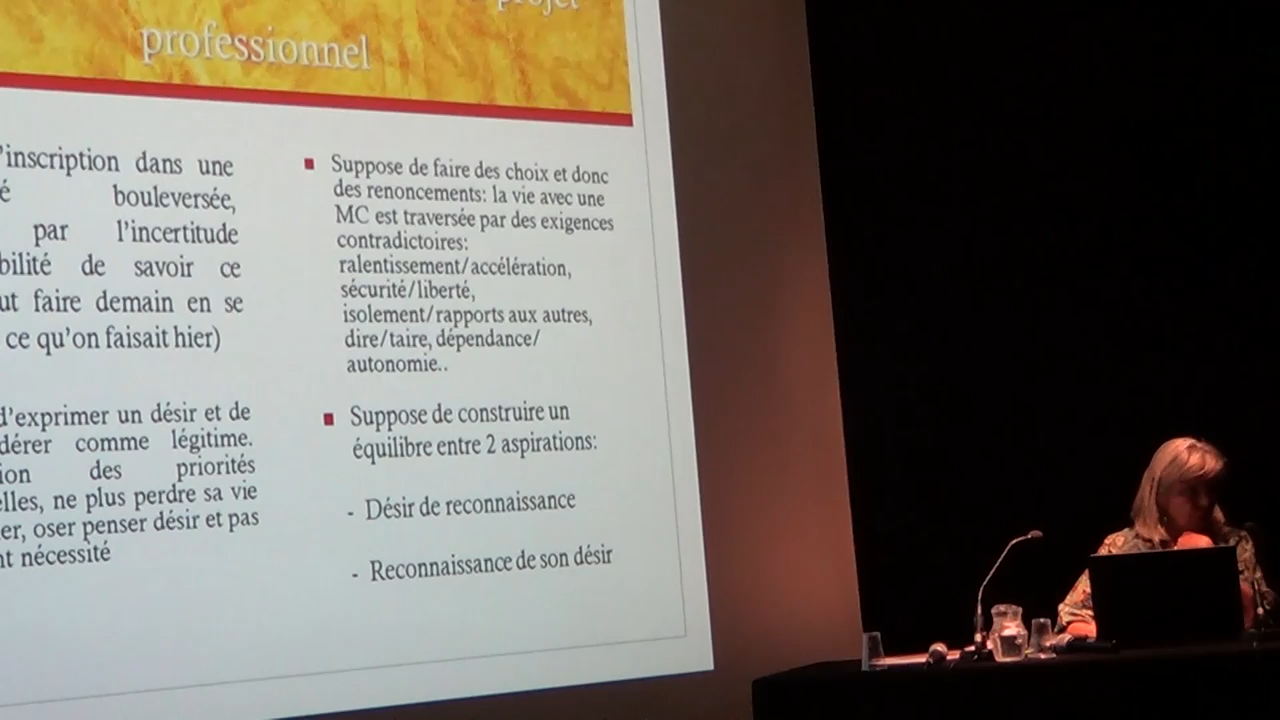 projet
professionnel
'inscription dans une
é bouleversée,
par l'incertitude
bilité de savoir ce
ut faire demain en se
ce qu'on faisait hier)
d'exprimer un désir et de
dérer comme légitime.
ion des priorités
elles, ne plus perdre sa vie
er, oser penser désir et pas
nt nécessité
Suppose de faire des choix et donc
des renoncements: la vie avec une
MC est traversée par des exigences
contradictoires:
ralentissement/accélération,
sécurité/liberté,
isolement/rapports aux autres,
dire/taire, dépendance/
autonomie..
Suppose de construire un
équilibre entre 2 aspirations:
- Désir de reconnaissance
- Reconnaissance de son désir